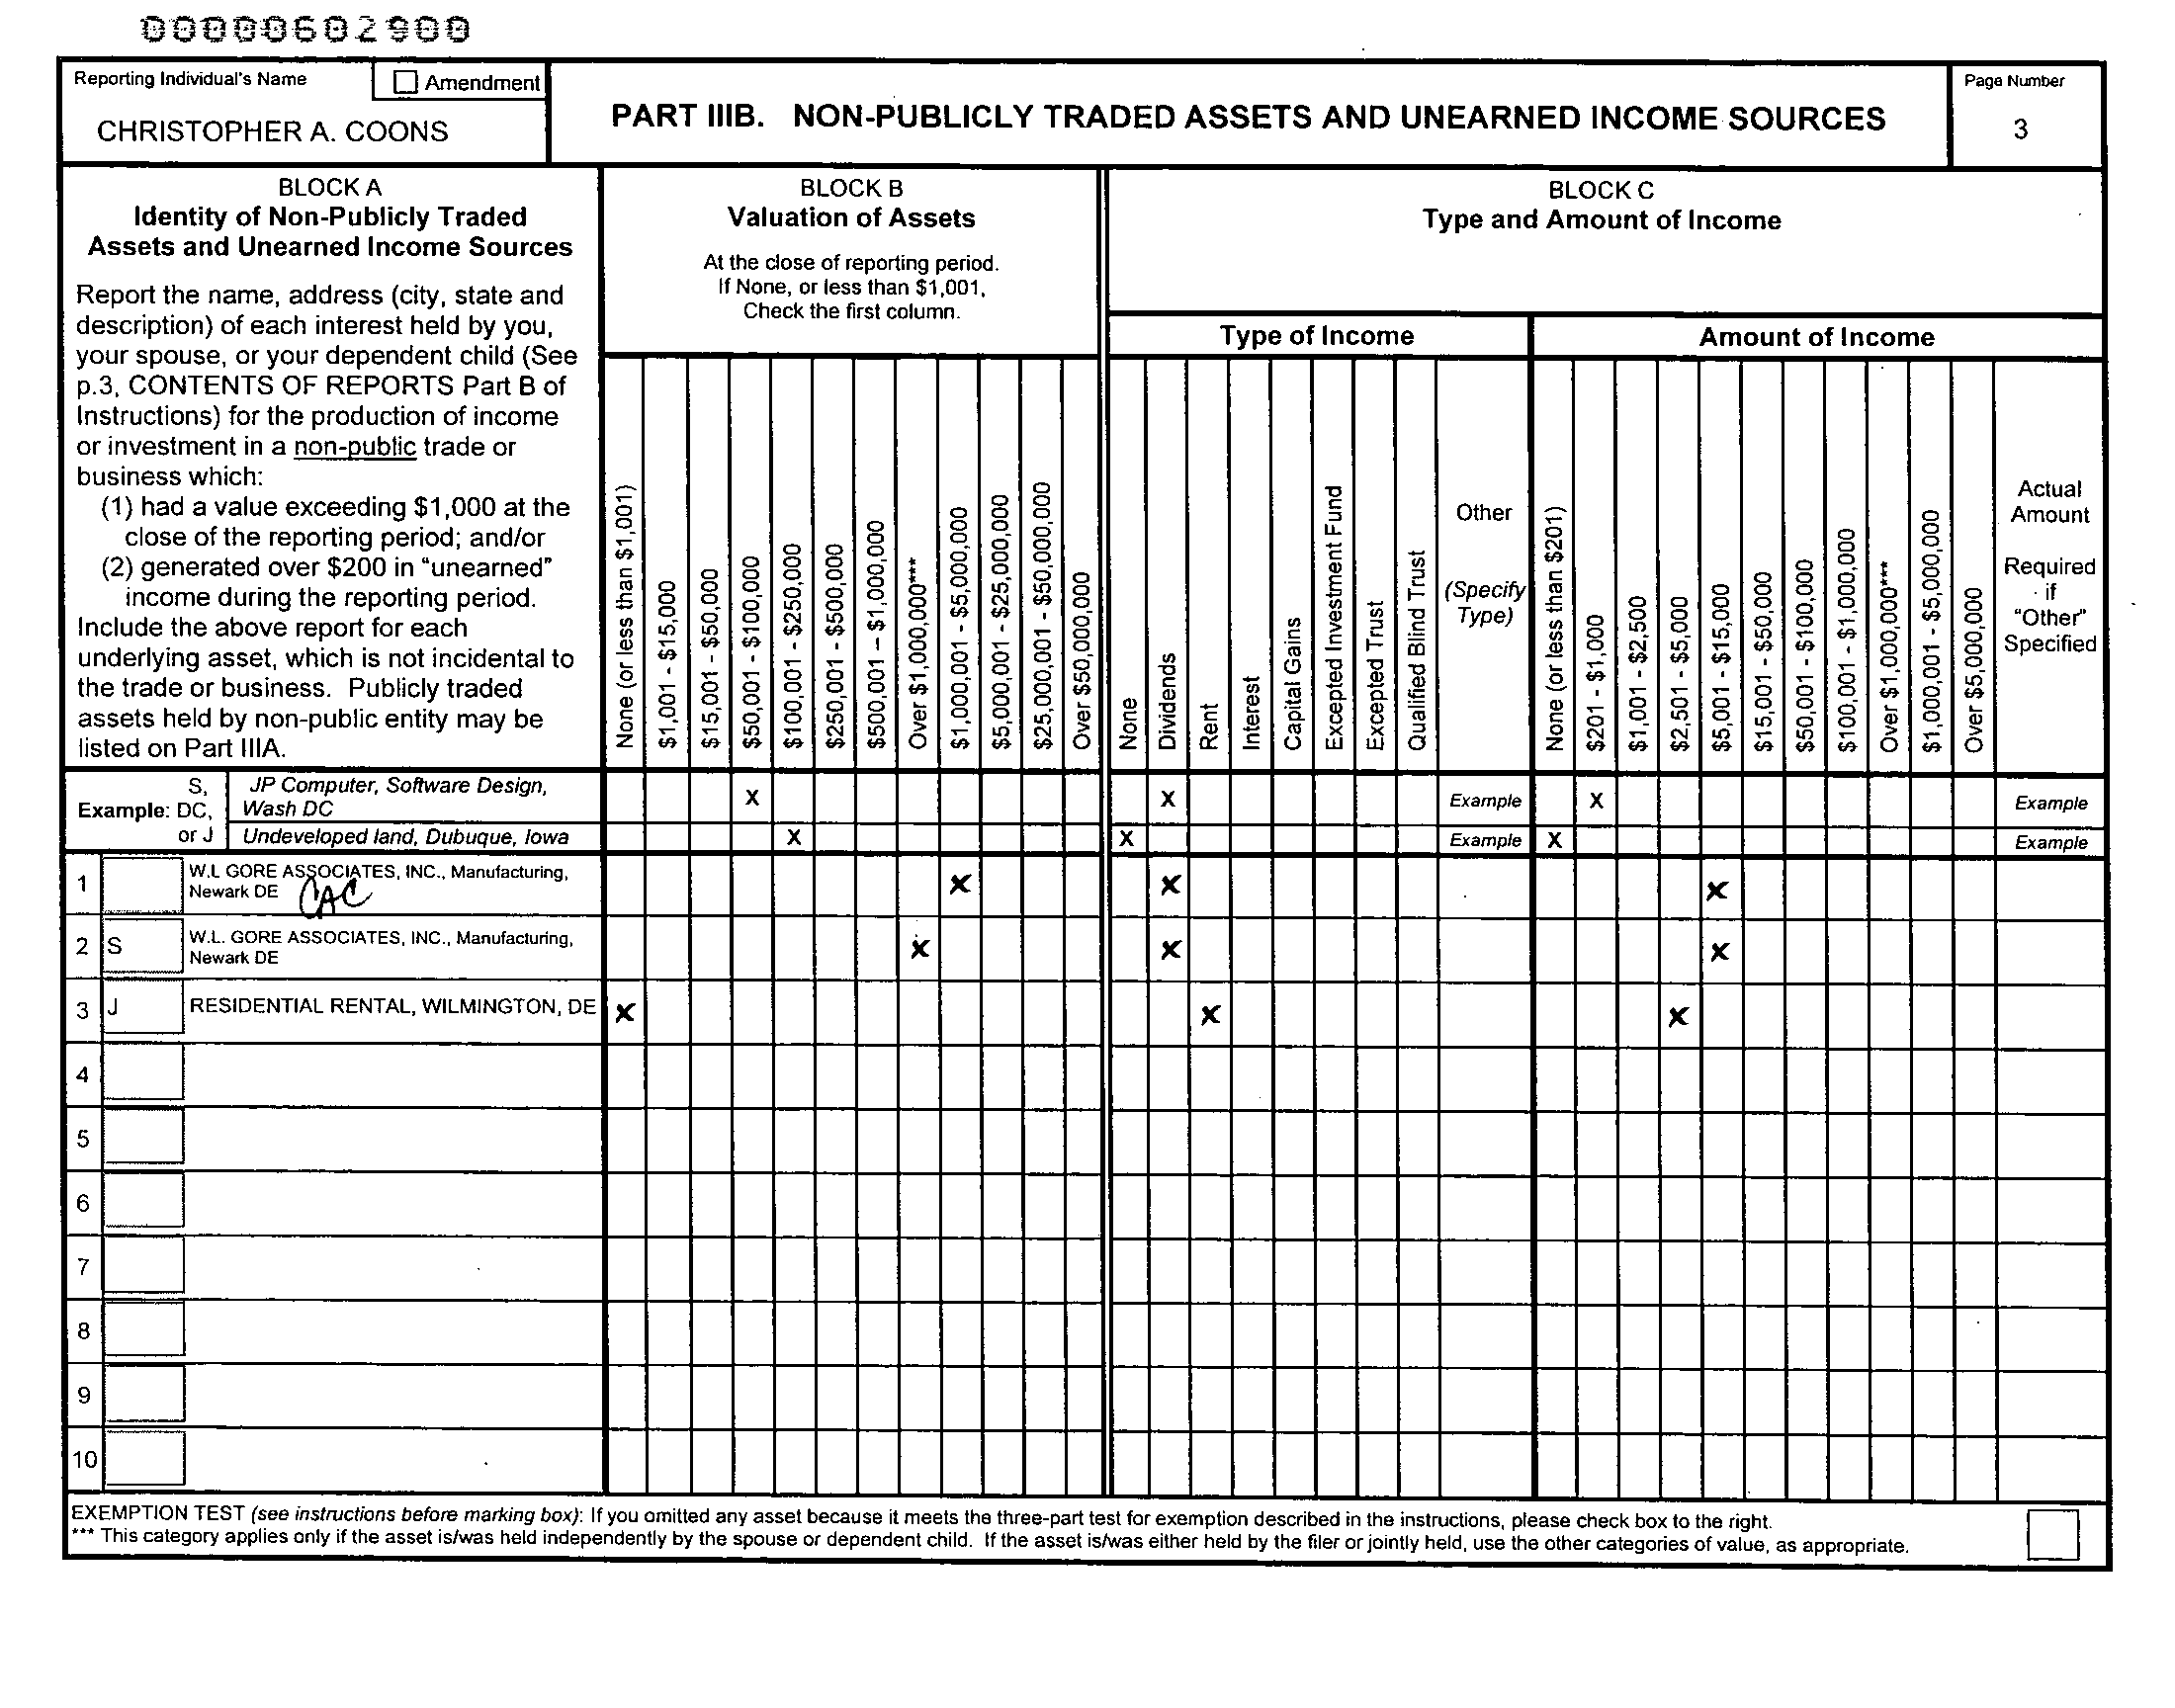 00000602900
Reporting Individual's Name
Amendment
CHRISTOPHER A. COONS
PART IIIB. NON-PUBLICLY TRADED ASSETS AND UNEARNED INCOME SOURCES
Page Number
3
BLOCK A
Identity of Non-Publicly Traded
Assets and Unearned Income Sources
Report the name, address (city, state and
description) of each interest held by you,
your spouse, or your dependent child (See
p.3, CONTENTS OF REPORTS Part B of
Instructions) for the production of income
or investment in a non-public trade or
business which:
(1) had a value exceeding $1,000 at the
close of the reporting period; and/or
(2) generated over $200 in "unearned"
income during the reporting period.
Include the above report for each
underlying asset, which is not incidental to
the trade or business. Publicly traded
assets held by non-public entity may be
listed on Part IIIA.
BLOCK B
Valuation of Assets
At the close of reporting period.
If None, or less than $1,001,
Check the first column.
None (or less than $1,001)
$1,001 - $15,000
$15,001 - $50,000
$50,001 - $100,000
$100,001 - $250,000
$250,001 - $500,000
$500,001 – $1,000,000
Over $1,000,000***
$1,000,001 - $5,000,000
$5,000,001 - $25,000,000
$25,000,001 - $50,000,000
Over $50,000,000
BLOCK C
Type and Amount of Income
Type of Income
None
Dividends
Rent
Interest
Capital Gains
Excepted Investment Fund
Excepted Trust
Qualified Blind Trust
Other
(Specify
Type)
Amount of Income
None (or less than $201)
$201 - $1,000
$1,001 - $2,500
$2,501 - $5,000
$5,001 - $15,000
$15,001 - $50,000
$50,001 - $100,000
$100,001 - $1,000,000
Over $1,000,000***
$1,000,001 - $5,000,000
Over $5,000,000
Actual
Amount
Required
if
"Other"
Specified
Example: S,
DC,
or J
JP Computer, Software Design,
Wash DC
X X Example X Example
Undeveloped land, Dubuque, Iowa X X Example X Example
1 W.L GORE ASSOCIATES, INC., Manufacturing,
Newark DE CAC X X X
2 S W.L. GORE ASSOCIATES, INC., Manufacturing,
Newark DE X X X
3 J RESIDENTIAL RENTAL, WILMINGTON, DE X X X
4
5
6
7
8
9
10
EXEMPTION TEST (see instructions before marking box): If you omitted any asset because it meets the three-part test for exemption described in the instructions, please check box to the right.
*** This category applies only if the asset is/was held independently by the spouse or dependent child. If the asset is/was either held by the filer or jointly held, use the other categories of value, as appropriate.